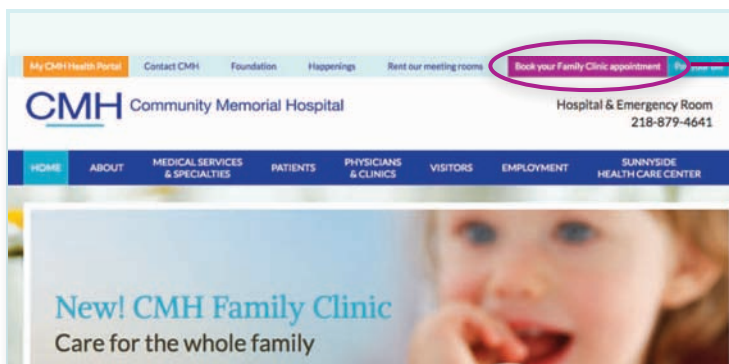 My CMH Health Portal Contact CMH Foundation Happenings Rent our meeting rooms Book your Family Clinic appointment
CMH Community Memorial Hospital
Hospital & Emergency Room
218-879-4641
HOME ABOUT MEDICAL SERVICES & SPECIALTIES PATIENTS PHYSICIANS & CLINICS VISITORS EMPLOYMENT SUNNYSIDE HEALTH CARE CENTER
New! CMH Family Clinic
Care for the whole family